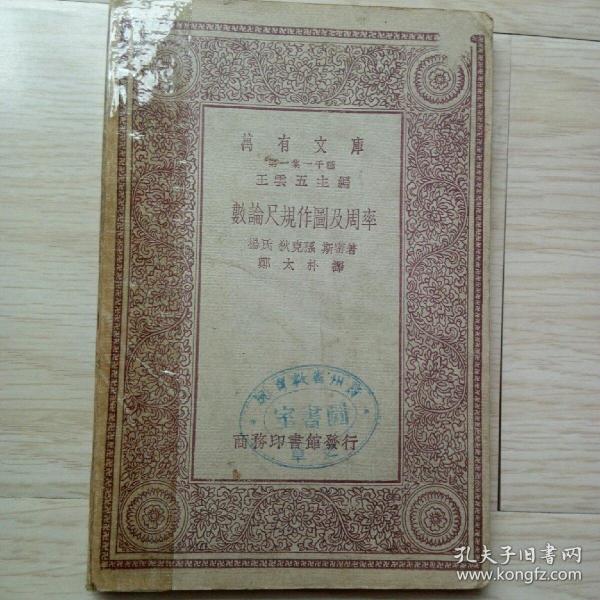 萬有文庫
第一集一千種
王雲五主編
數論尺規作圖及周率
楊氏 狄克孫 斯密著
鄭太朴譯
圖書室
商務印書館發行
孔夫子旧书网
www.kongfz.com